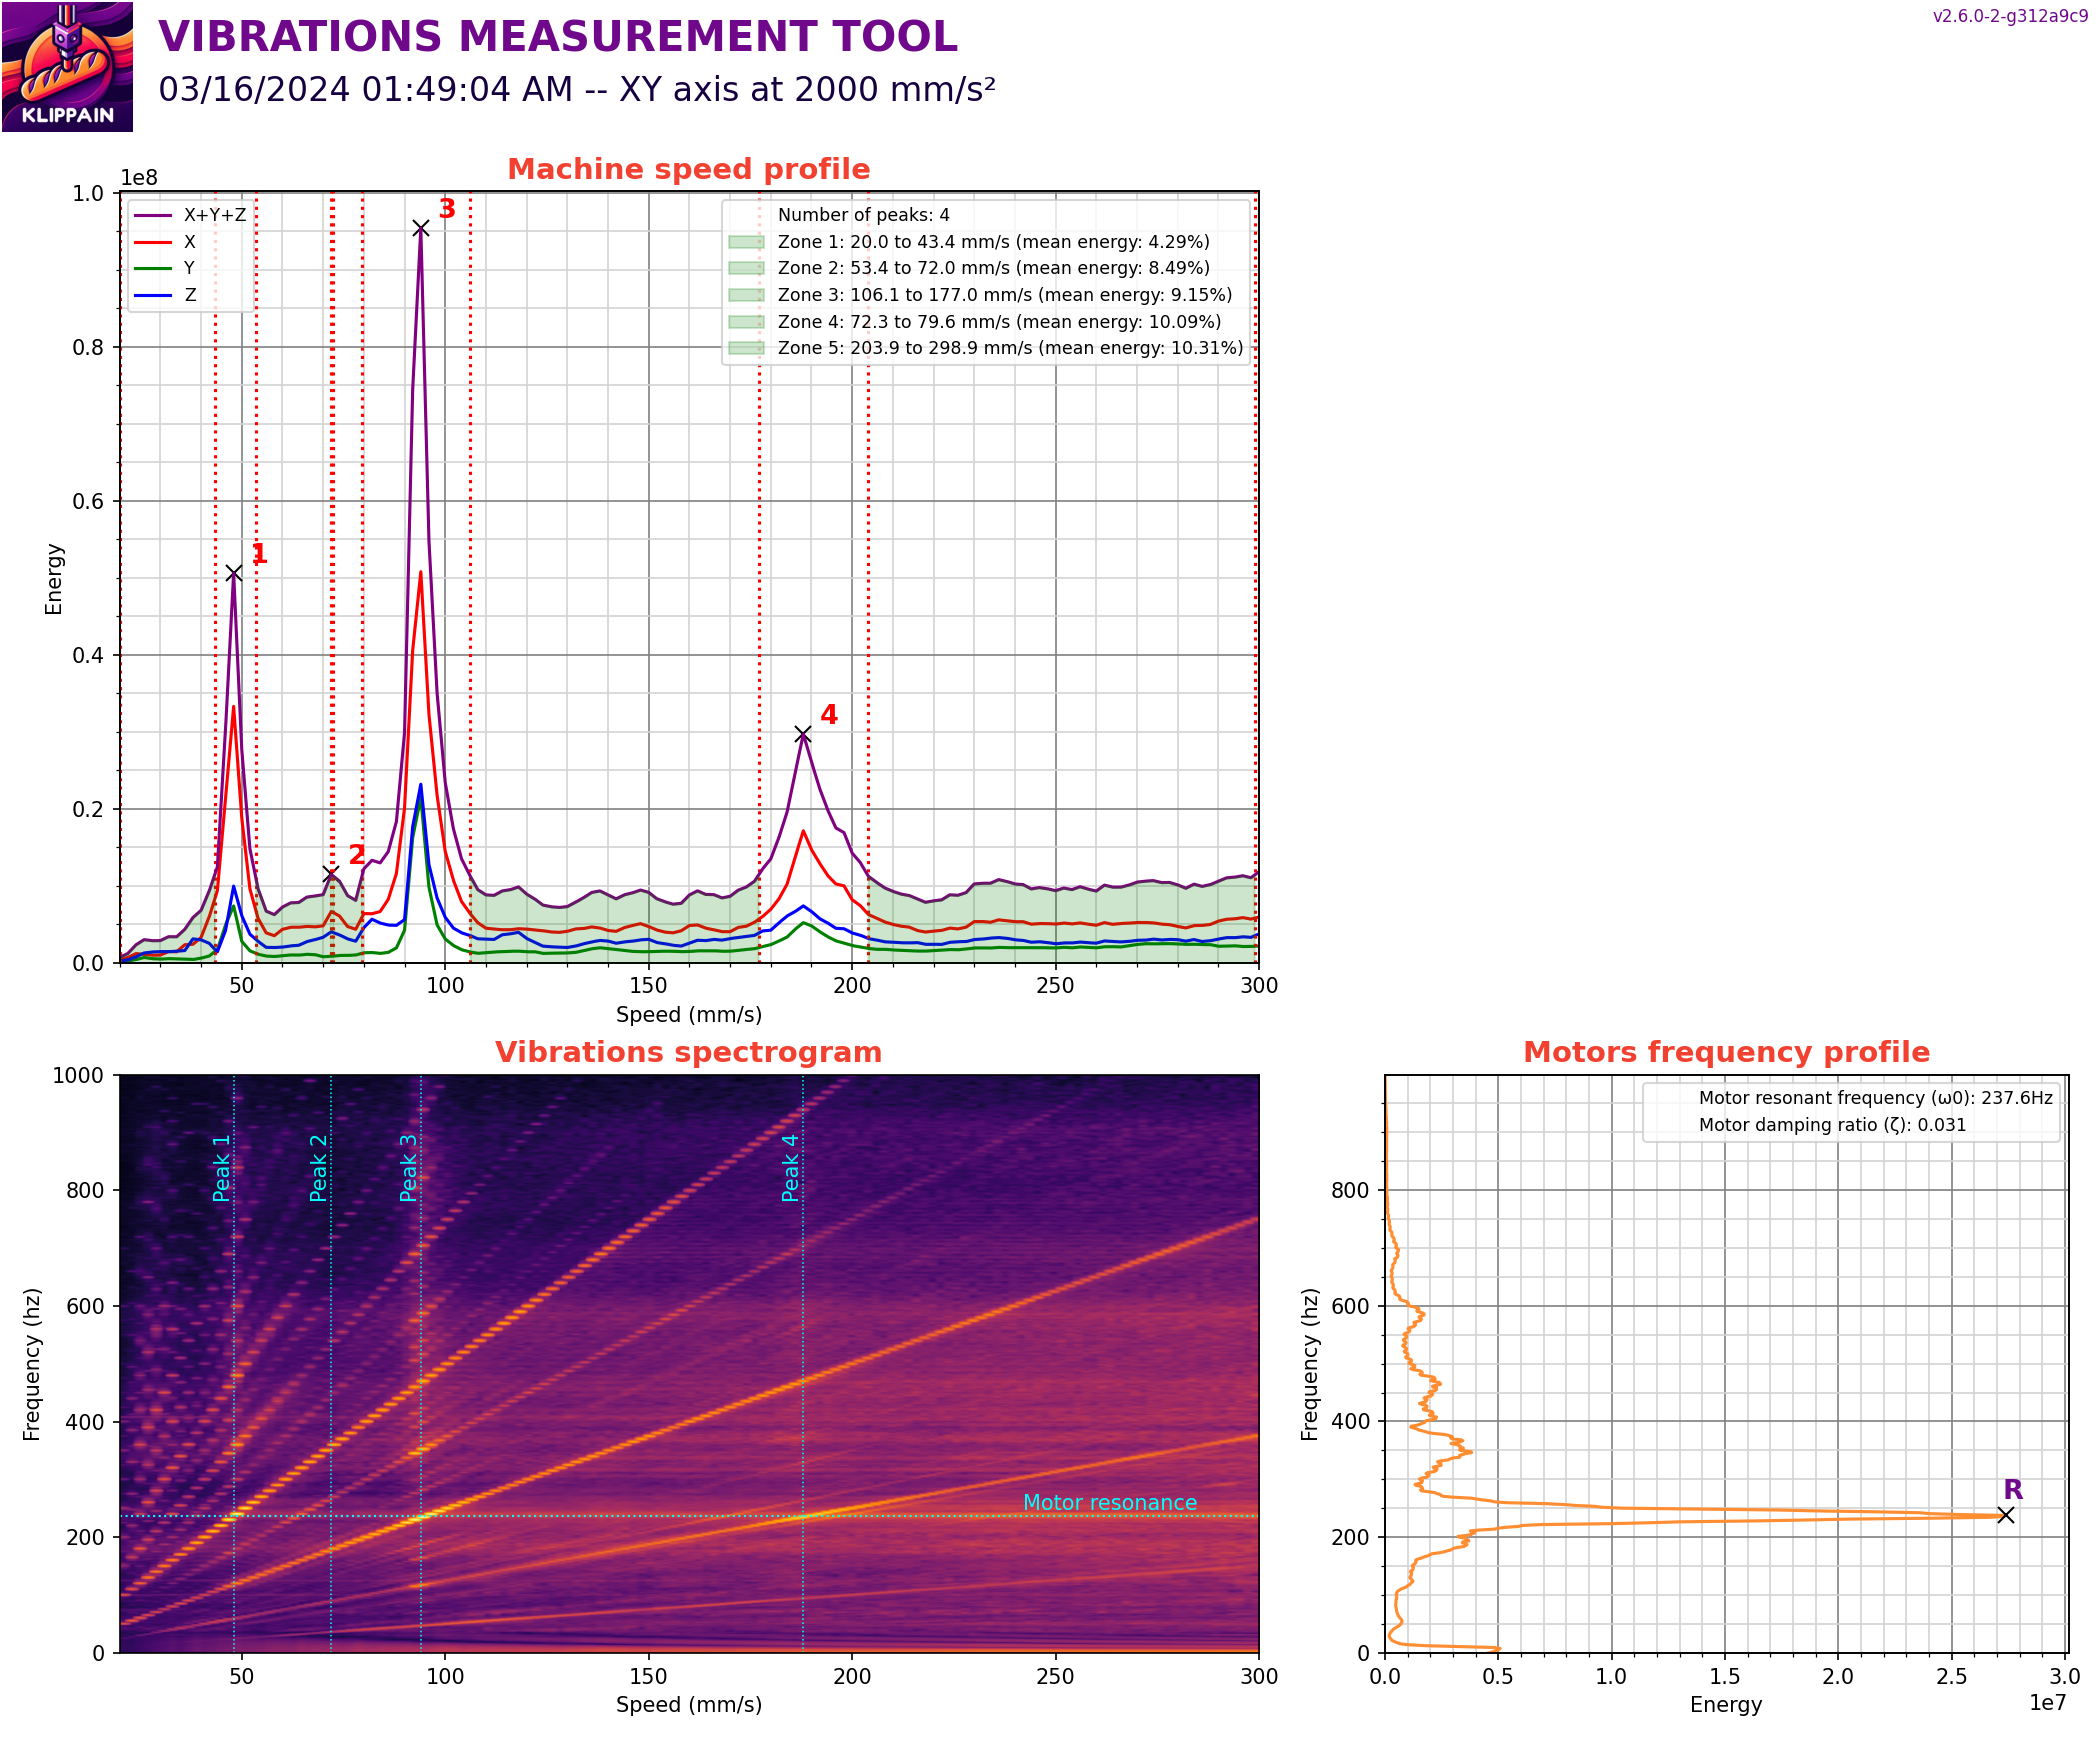 v2.6.0-2-g312a9c9
VIBRATIONS MEASUREMENT TOOL
03/16/2024 01:49:04 AM -- XY axis at 2000 mm/s²
KLIPPAIN
Machine speed profile
1e8
1.0
0.8
0.6
0.4
0.2
0.0
Energy
X+Y+Z
X
Y
Z
Number of peaks: 4
Zone 1: 20.0 to 43.4 mm/s (mean energy: 4.29%)
Zone 2: 53.4 to 72.0 mm/s (mean energy: 8.49%)
Zone 3: 106.1 to 177.0 mm/s (mean energy: 9.15%)
Zone 4: 72.3 to 79.6 mm/s (mean energy: 10.09%)
Zone 5: 203.9 to 298.9 mm/s (mean energy: 10.31%)
1
2
3
4
50 100 150 200 250 300
Speed (mm/s)
Vibrations spectrogram
1000
800
600
400
200
0
Frequency (hz)
Peak 1
Peak 2
Peak 3
Peak 4
Motor resonance
50 100 150 200 250 300
Speed (mm/s)
Motors frequency profile
Motor resonant frequency (ω0): 237.6Hz
Motor damping ratio (ζ): 0.031
R
800
600
400
200
0
Frequency (hz)
0.0 0.5 1.0 1.5 2.0 2.5 3.0
Energy
1e7